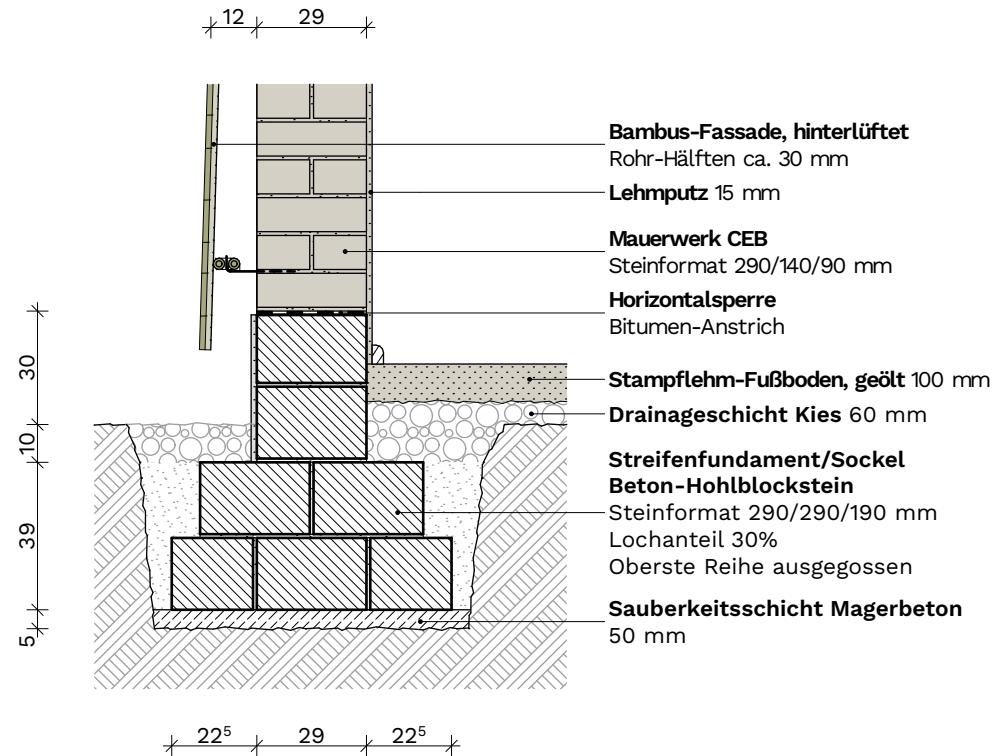 12 29
Bambus-Fassade, hinterlüftet
Rohr-Hälften ca. 30 mm
Lehmputz 15 mm
Mauerwerk CEB
Steinformat 290/140/90 mm
Horizontalsperre
Bitumen-Anstrich
30
Stampflehm-Fußboden, geölt 100 mm
Drainageschicht Kies 60 mm
10
Streifenfundament/Sockel
Beton-Hohlblockstein
Steinformat 290/290/190 mm
Lochanteil 30%
Oberste Reihe ausgegossen
39
Sauberkeitsschicht Magerbeton
50 mm
5
22⁵ 29 22⁵